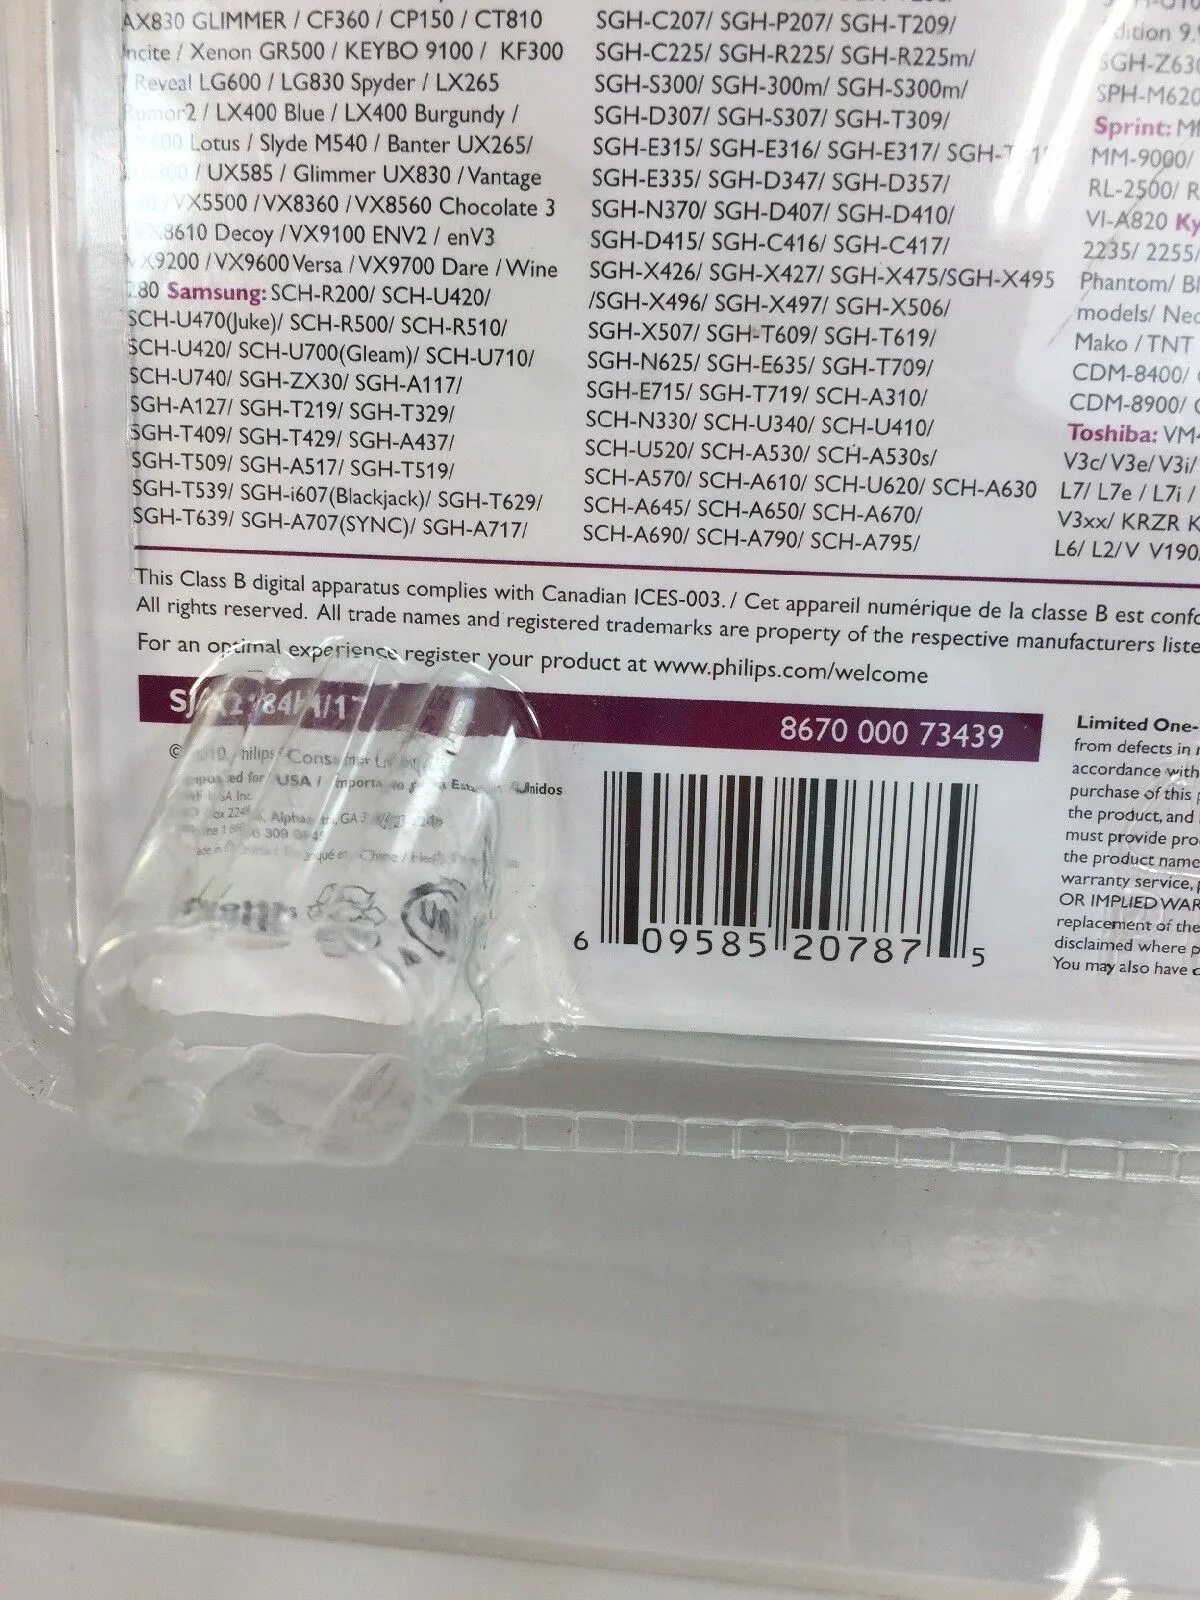 AX830 GLIMMER / CF360 / CP150 / CT810
Incite / Xenon GR500 / KEYBO 9100 / KF300
/ Reveal LG600 / LG830 Spyder / LX265
Rumor2 / LX400 Blue / LX400 Burgundy /
Lotus / Slyde M540 / Banter UX265/
/ UX585 / Glimmer UX830 / Vantage
/ VX5500 / VX8360 / VX8560 Chocolate 3
VX8610 Decoy / VX9100 ENV2 / enV3
VX9200 / VX9600 Versa / VX9700 Dare / Wine
280 Samsung: SCH-R200/ SCH-U420/
SCH-U470(Juke)/ SCH-R500/ SCH-R510/
SCH-U420/ SCH-U700(Gleam)/ SCH-U710/
SCH-U740/ SGH-ZX30/ SGH-A117/
SGH-A127/ SGH-T219/ SGH-T329/
SGH-T409/ SGH-T429/ SGH-A437/
SGH-T509/ SGH-A517/ SGH-T519/
SGH-T539/ SGH-i607(Blackjack)/ SGH-T629/
SGH-T639/ SGH-A707(SYNC)/ SGH-A717/
SGH-C207/ SGH-P207/ SGH-T209/
SGH-C225/ SGH-R225/ SGH-R225m/
SGH-S300/ SGH-300m/ SGH-S300m/
SGH-D307/ SGH-S307/ SGH-T309/
SGH-E315/ SGH-E316/ SGH-E317/
SGH-E335/ SGH-D347/ SGH-D357/
SGH-N370/ SGH-D407/ SGH-D410/
SGH-D415/ SGH-C416/ SGH-C417/
SGH-X426/ SGH-X427/ SGH-X475/SGH-X495
/SGH-X496/ SGH-X497/ SGH-X506/
SGH-X507/ SGH-T609/ SGH-T619/
SGH-N625/ SGH-E635/ SGH-T709/
SGH-E715/ SGH-T719/ SCH-A310/
SCH-N330/ SCH-U340/ SCH-U410/
SCH-U520/ SCH-A530/ SCH-A530s/
SCH-A570/ SCH-A610/ SCH-U620/ SCH-A630
SCH-A645/ SCH-A650/ SCH-A670/
SCH-A690/ SCH-A790/ SCH-A795/
SGH-Z630
SPH-M620
Sprint:
MM-9000/
RL-2500/
VI-A820
2235/ 2255/
Phantom/
models/
Mako / TNT
CDM-8400/
CDM-8900/
Toshiba: VM-
V3c/ V3e/ V3i/
L7/ L7e / L7i /
V3xx/ KRZR
L6/ L2/V V190
This Class B digital apparatus complies with Canadian ICES-003. / Cet appareil numérique de la classe B est
All rights reserved. All trade names and registered trademarks are property of the respective manufacturers
For an optimal experience register your product at www.philips.com/welcome
8670 000 73439
USA /
Unidos
6 09585 20787 5
Limited One-
from defects in
accordance with
purchase of this
the product, and
must provide
the product name
warranty service,
OR IMPLIED
replacement of the
disclaimed where
You may also have